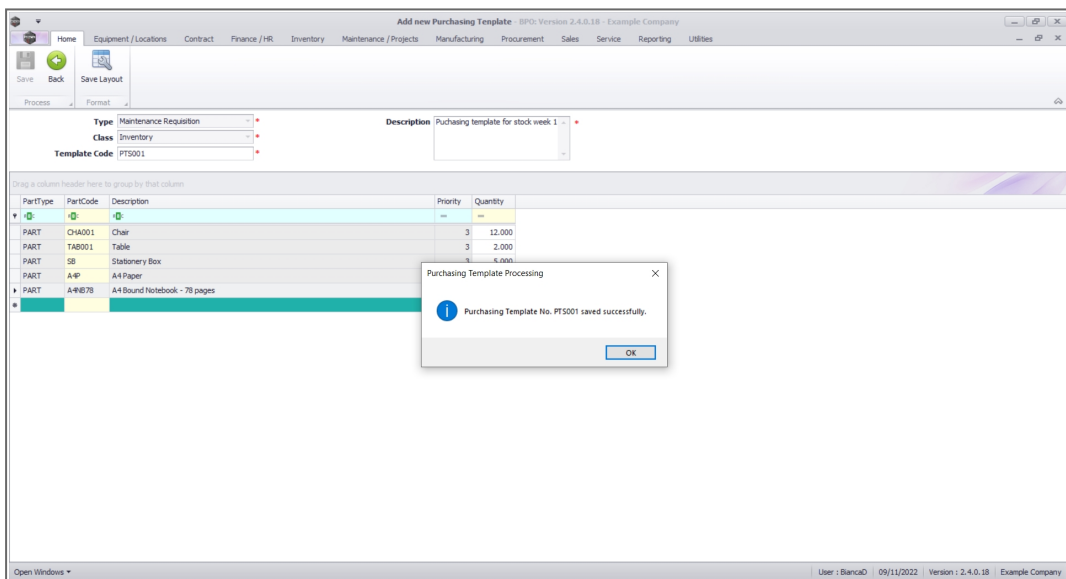 Add new Purchasing Template - BPO: Version 2.4.0.18 - Example Company
Home Equipment / Locations Contract Finance / HR Inventory Maintenance / Projects Manufacturing Procurement Sales Service Reporting Utilities
Save Back Save Layout
Process Format
Type Maintenance Requisition * Description Puchasing template for stock week 1 *
Class Inventory *
Template Code PTS001 *
Drag a column header here to group by that column
PartType PartCode Description Priority Quantity
PART CHA001 Chair 3 12.000
PART TAB001 Table 3 2.000
PART SB Stationery Box 3 5.000
PART A4P A4 Paper
PART A4NB78 A4 Bound Notebook - 78 pages
Purchasing Template Processing
Purchasing Template No. PTS001 saved successfully.
OK
Open Windows User : BiancaD 09/11/2022 Version : 2.4.0.18 Example Company